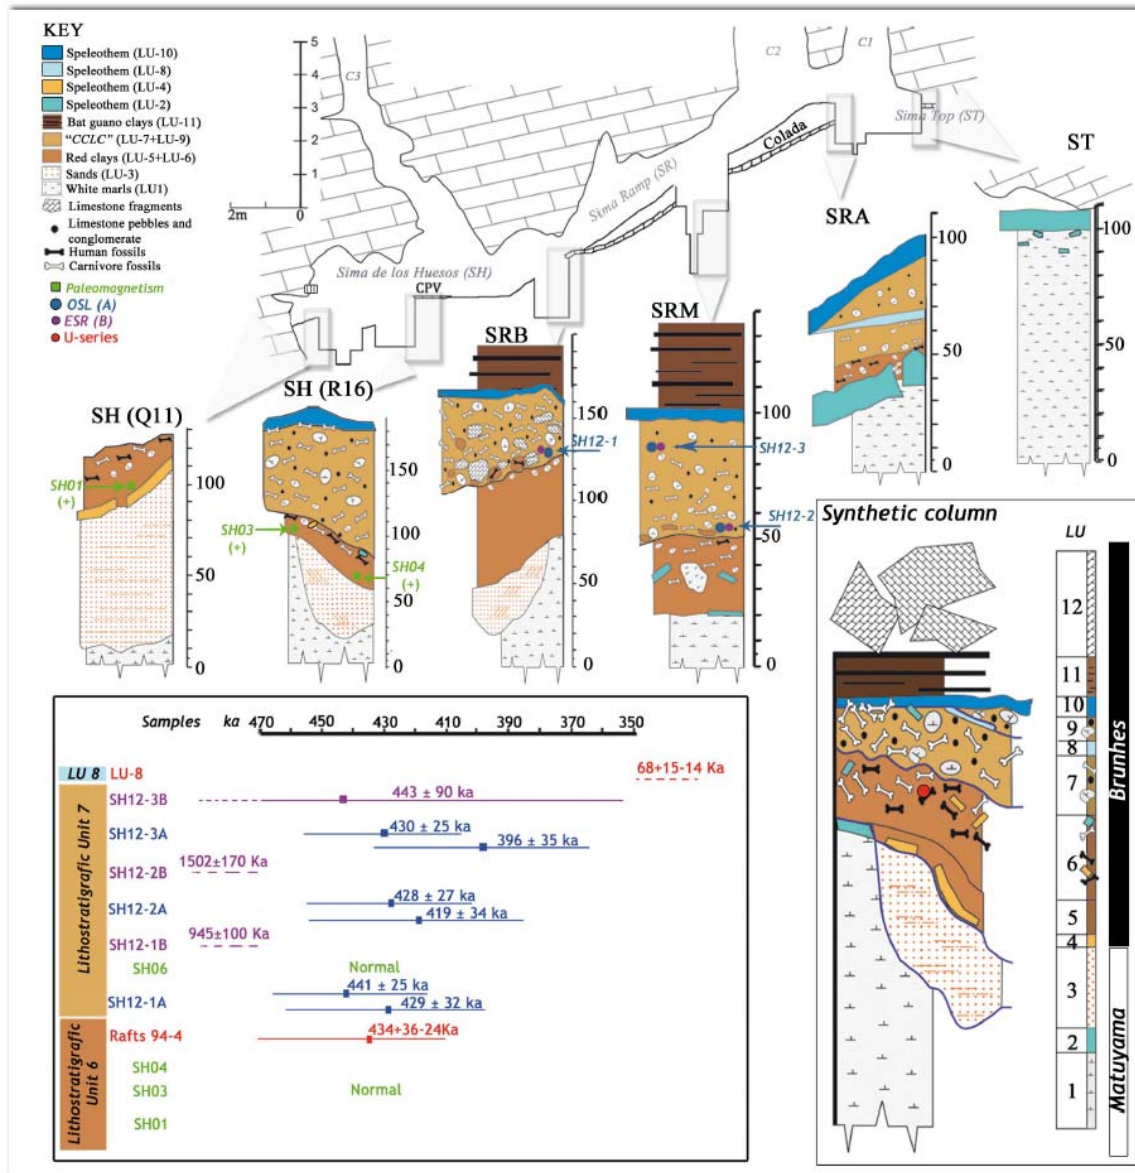 KEY
Speleothem (LU-10)
Speleothem (LU-8)
Speleothem (LU-4)
Speleothem (LU-2)
Bat guano clays (LU-11)
“CCLC” (LU-7+LU-9)
Red clays (LU-5+LU-6)
Sands (LU-3)
White marls (LU1)
Limestone fragments
Limestone pebbles and
conglomerate
Human fossils
Carnivore fossils
Paleomagnetism
OSL (A)
ESR (B)
U-series
5
4
3
2
1
2m 0
C3
C2
C1
Sima Top (ST)
Colada
Sima Ramp (SR)
Sima de los Huesos (SH)
CPV
ST
100
50
0
SRA
100
50
0
SRM
100
50
0
SH12-3
SH12-2
SRB
150
100
50
0
SH12-1
SH (R16)
150
100
50
0
SH03
(+)
SH04
(+)
SH (Q11)
100
50
0
SH01
(+)
Samples ka 470 450 430 410 390 370 350
LU 8 LU-8 68+15-14 Ka
Lithostratigrafic Unit 7
SH12-3B 443 ± 90 ka
SH12-3A 430 ± 25 ka
396 ± 35 ka
SH12-2B 1502±170 Ka
SH12-2A 428 ± 27 ka
419 ± 34 ka
SH12-1B 945±100 Ka
SH06 Normal
SH12-1A 441 ± 25 ka
429 ± 32 ka
Lithostratigrafic Unit 6
Rafts 94-4 434+36-24Ka
SH04
SH03 Normal
SH01
Synthetic column LU
12
11
10
9
8
7
6
5
4
3
2
1
Brunhes
Matuyama